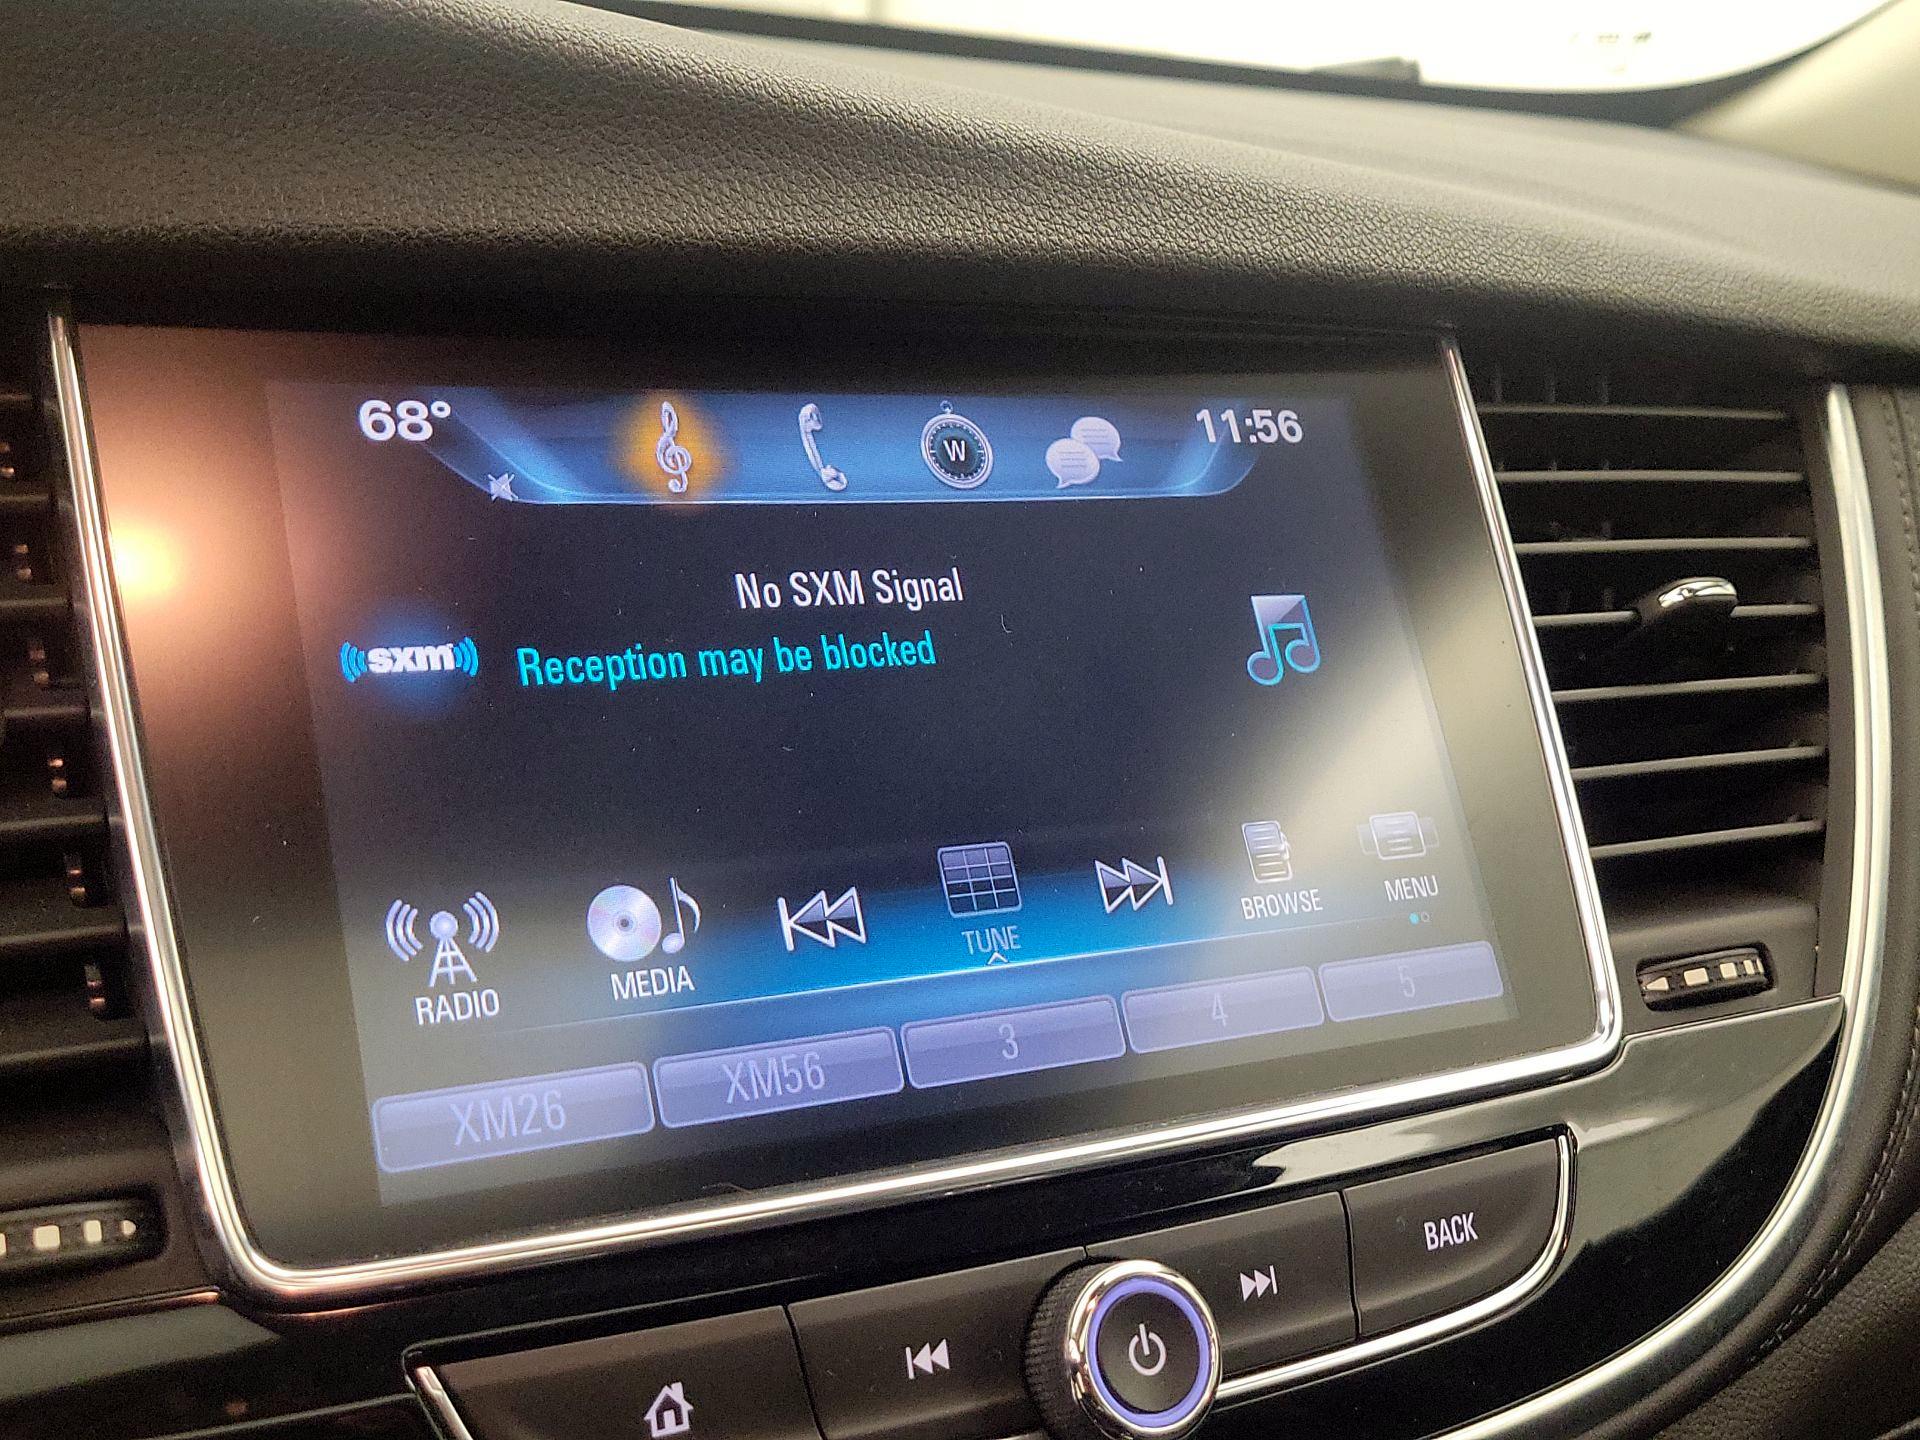 68°
W
11:56
No SXM Signal
((sxm))
Reception may be blocked
RADIO
MEDIA
TUNE
BROWSE
MENU
XM26
XM56
3
4
5
BACK